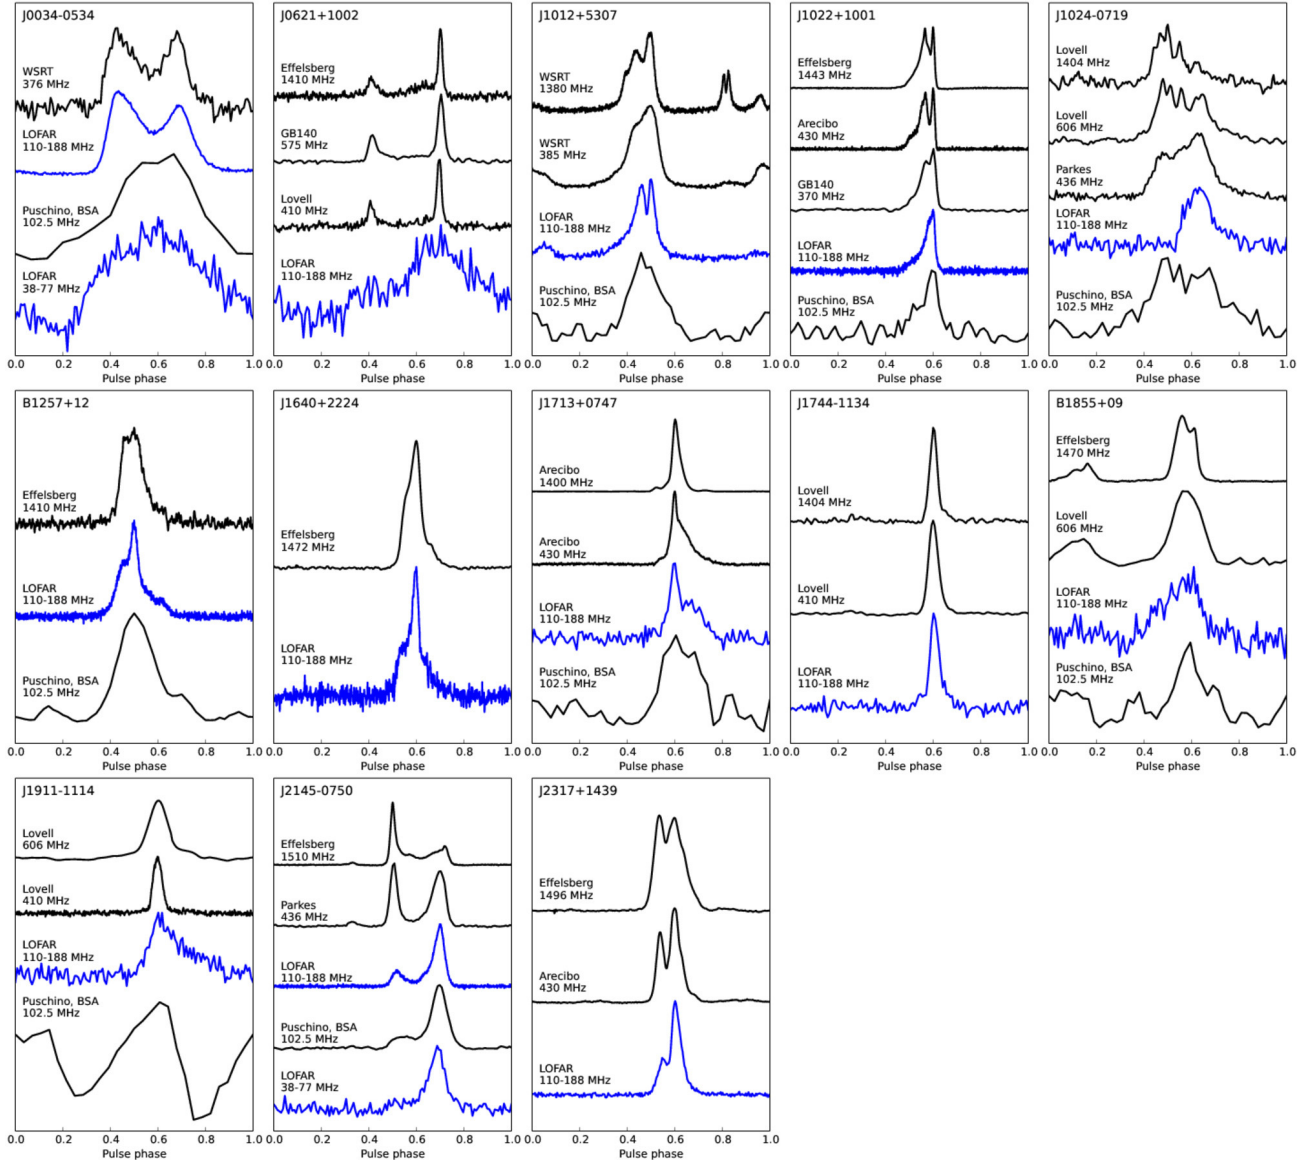 J0034-0534
WSRT
376 MHz
LOFAR
110-188 MHz
Puschino, BSA
102.5 MHz
LOFAR
38-77 MHz
0.0 0.2 0.4 0.6 0.8 1.0
Pulse phase
J0621+1002
Effelsberg
1410 MHz
GB140
575 MHz
Lovell
410 MHz
LOFAR
110-188 MHz
0.0 0.2 0.4 0.6 0.8 1.0
Pulse phase
J1012+5307
WSRT
1380 MHz
WSRT
385 MHz
LOFAR
110-188 MHz
Puschino, BSA
102.5 MHz
0.0 0.2 0.4 0.6 0.8 1.0
Pulse phase
J1022+1001
Effelsberg
1443 MHz
Arecibo
430 MHz
GB140
370 MHz
LOFAR
110-188 MHz
Puschino, BSA
102.5 MHz
0.0 0.2 0.4 0.6 0.8 1.0
Pulse phase
J1024-0719
Lovell
1404 MHz
Lovell
606 MHz
Parkes
436 MHz
LOFAR
110-188 MHz
Puschino, BSA
102.5 MHz
0.0 0.2 0.4 0.6 0.8 1.0
Pulse phase
B1257+12
Effelsberg
1410 MHz
LOFAR
110-188 MHz
Puschino, BSA
102.5 MHz
0.0 0.2 0.4 0.6 0.8 1.0
Pulse phase
J1640+2224
Effelsberg
1472 MHz
LOFAR
110-188 MHz
0.0 0.2 0.4 0.6 0.8 1.0
Pulse phase
J1713+0747
Arecibo
1400 MHz
Arecibo
430 MHz
LOFAR
110-188 MHz
Puschino, BSA
102.5 MHz
0.0 0.2 0.4 0.6 0.8 1.0
Pulse phase
J1744-1134
Lovell
1404 MHz
Lovell
410 MHz
LOFAR
110-188 MHz
0.0 0.2 0.4 0.6 0.8 1.0
Pulse phase
B1855+09
Effelsberg
1470 MHz
Lovell
606 MHz
LOFAR
110-188 MHz
Puschino, BSA
102.5 MHz
0.0 0.2 0.4 0.6 0.8 1.0
Pulse phase
J1911-1114
Lovell
606 MHz
Lovell
410 MHz
LOFAR
110-188 MHz
Puschino, BSA
102.5 MHz
0.0 0.2 0.4 0.6 0.8 1.0
Pulse phase
J2145-0750
Effelsberg
1510 MHz
Parkes
436 MHz
LOFAR
110-188 MHz
Puschino, BSA
102.5 MHz
LOFAR
38-77 MHz
0.0 0.2 0.4 0.6 0.8 1.0
Pulse phase
J2317+1439
Effelsberg
1496 MHz
Arecibo
430 MHz
LOFAR
110-188 MHz
0.0 0.2 0.4 0.6 0.8 1.0
Pulse phase